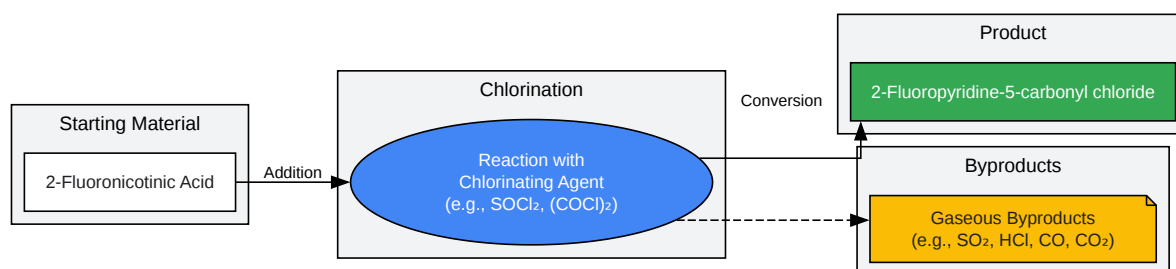 Starting Material
2-Fluoronicotinic Acid
Addition
Chlorination
Reaction with
Chlorinating Agent
(e.g., SOCl₂, (COCl)₂)
Conversion
Product
2-Fluoropyridine-5-carbonyl chloride
Byproducts
Gaseous Byproducts
(e.g., SO₂, HCl, CO, CO₂)